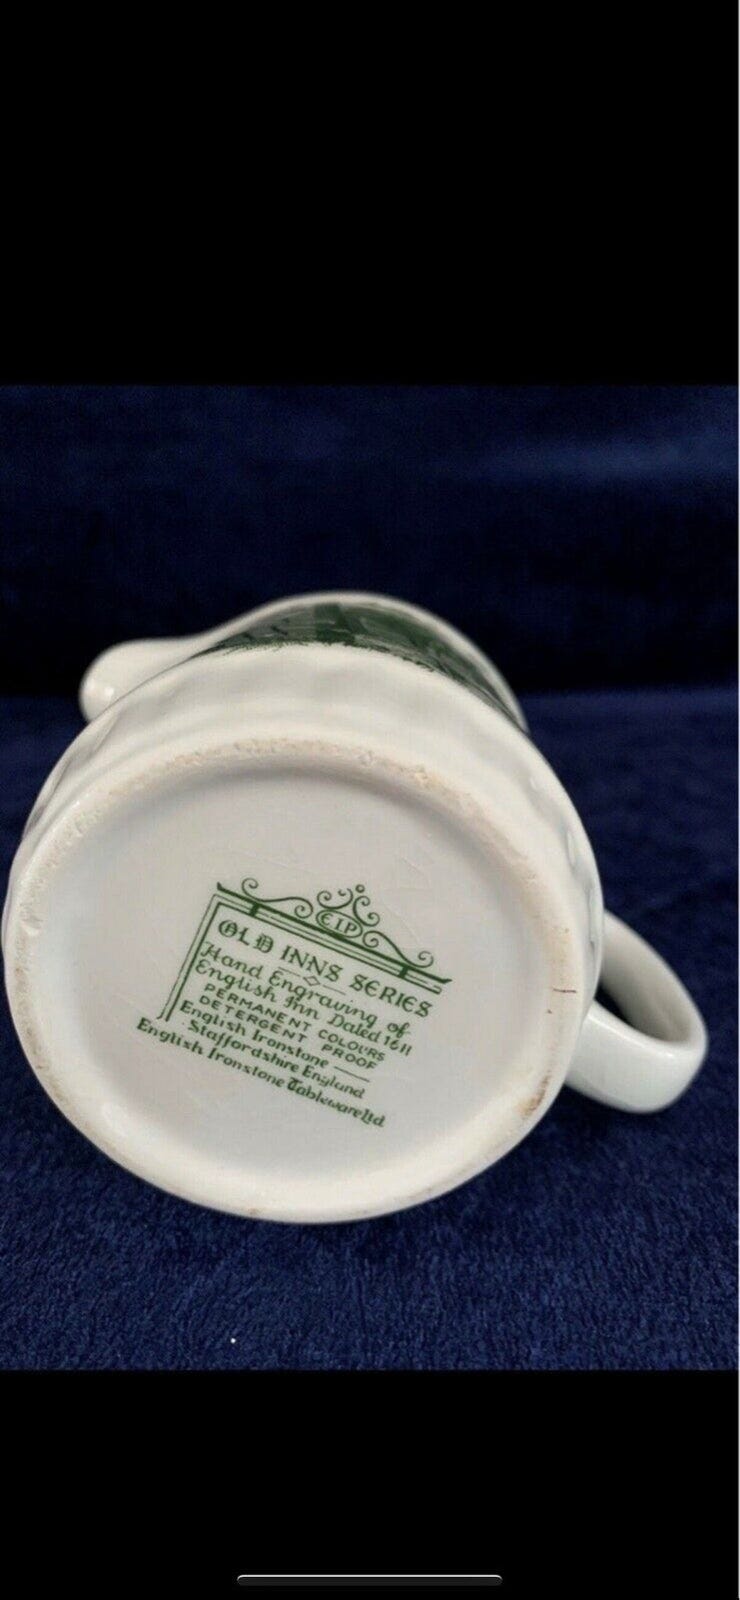 EIP
OLD INNS SERIES
Hand Engraving of
English Inn Dated 1611
PERMANENT COLOURS
DETERGENT PROOF
English Ironstone
Staffordshire England
English Ironstone Tableware Ltd